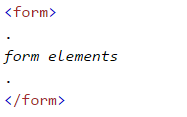 <form>
.
form elements
.
</form>